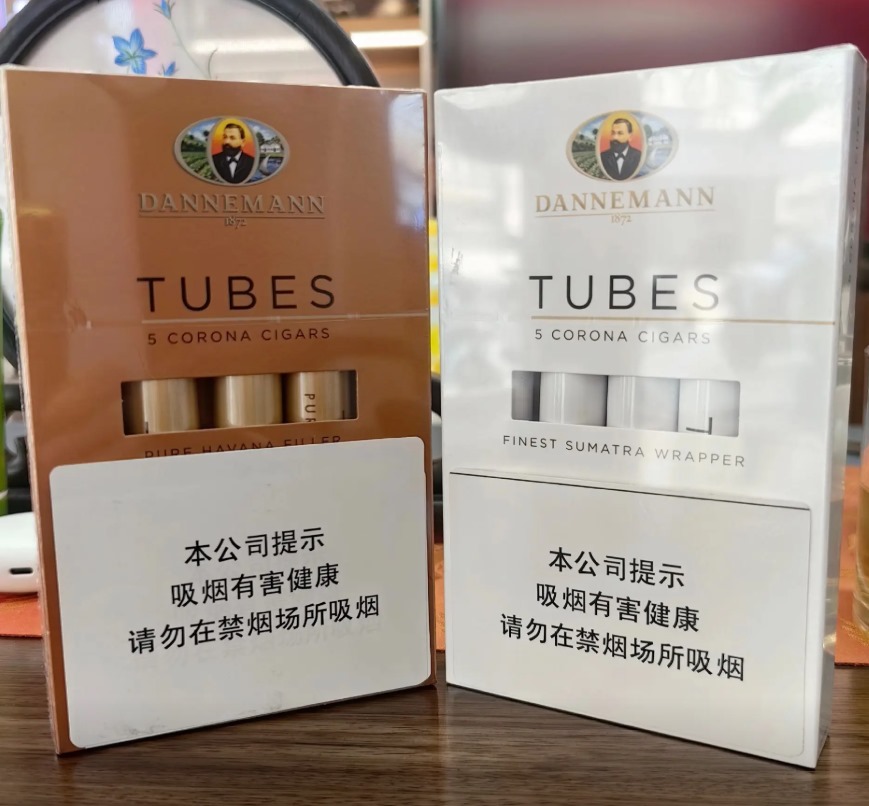 DANNEMANN
1872
TUBES
5 CORONA CIGARS
PUR
PURE HAVANA FILLER
本公司提示
吸烟有害健康
请勿在禁烟场所吸烟
DANNEMANN
1872
TUBES
5 CORONA CIGARS
FINEST SUMATRA WRAPPER
本公司提示
吸烟有害健康
请勿在禁烟场所吸烟